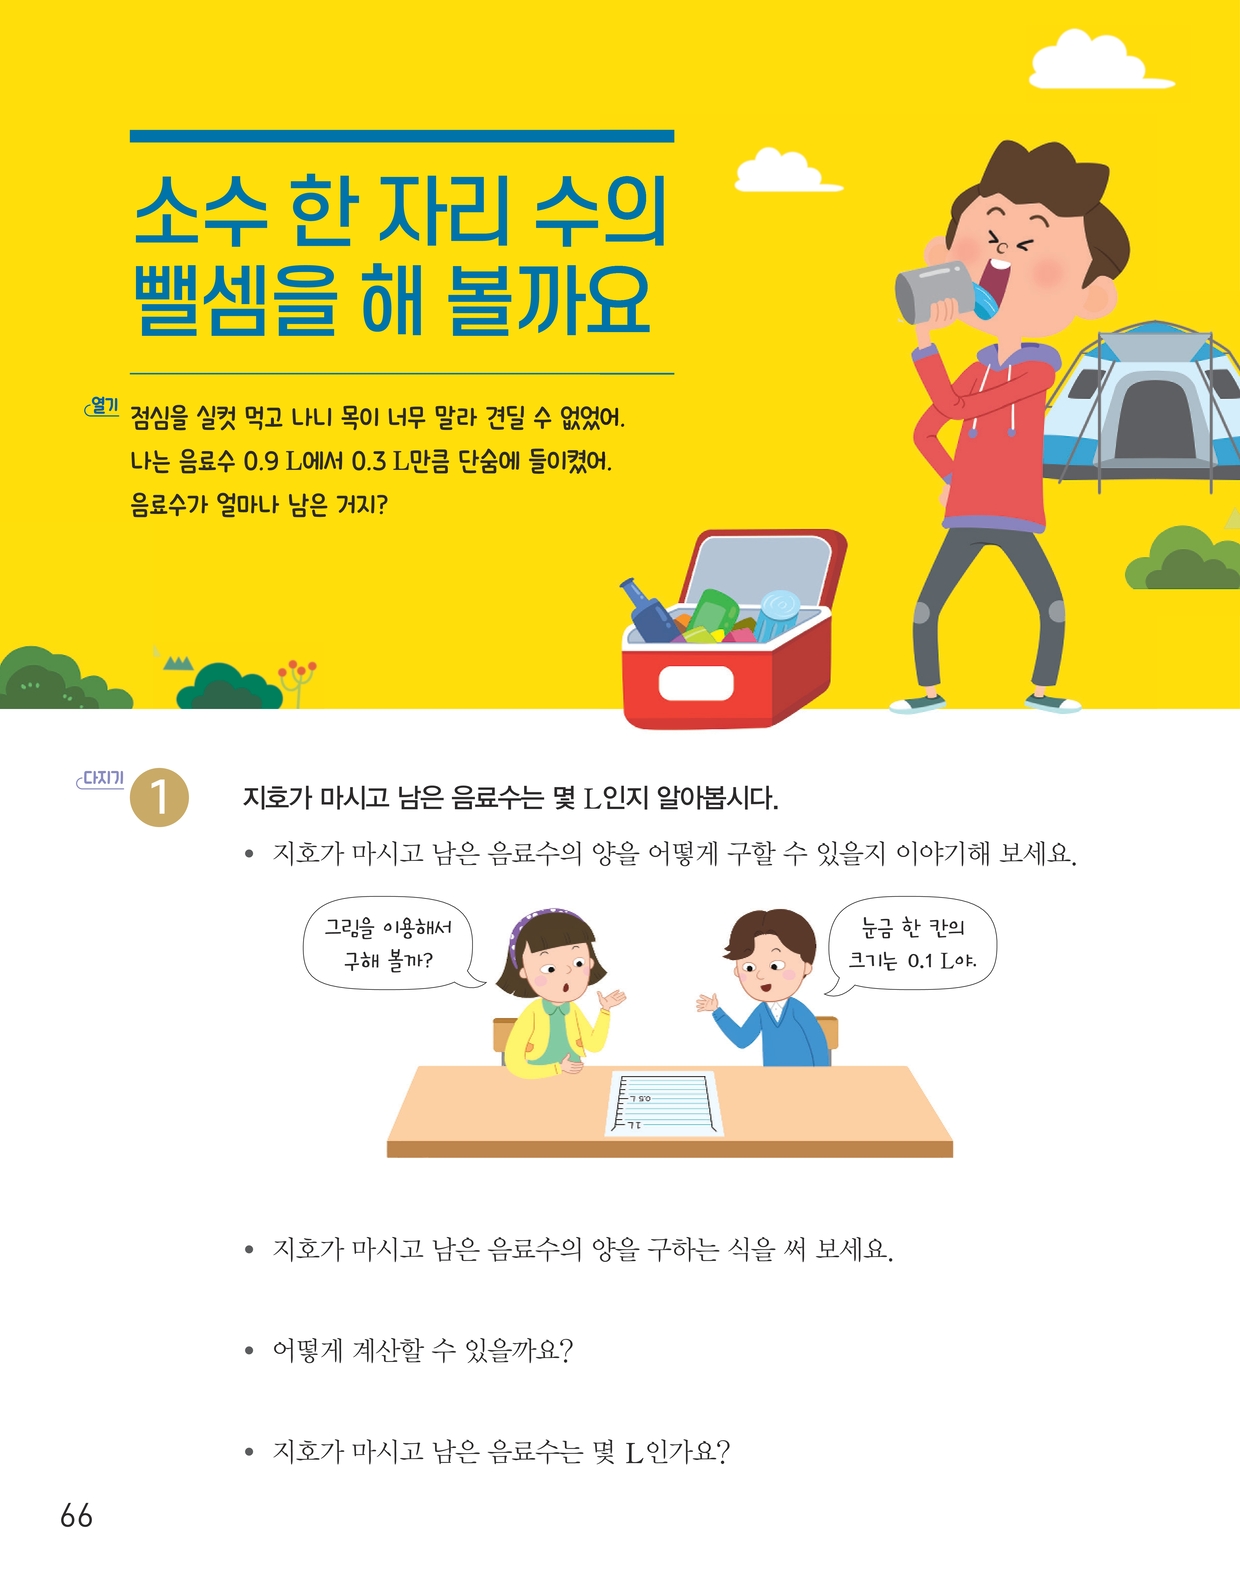 소수 한 자리 수의
뺄셈을 해 볼까요
열기
점심을 실컷 먹고 나니 목이 너무 말라 견딜 수 없었어.
나는 음료수 0.9 L에서 0.3 L만큼 단숨에 들이켰어.
음료수가 얼마나 남은 거지?
다지기
1
지호가 마시고 남은 음료수는 몇 L인지 알아봅시다.
• 지호가 마시고 남은 음료수의 양을 어떻게 구할 수 있을지 이야기해 보세요.
그림을 이용해서
구해 볼까?
눈금 한 칸의
크기는 0.1 L야.
0.5 L
1 L
• 지호가 마시고 남은 음료수의 양을 구하는 식을 써 보세요.
• 어떻게 계산할 수 있을까요?
• 지호가 마시고 남은 음료수는 몇 L인가요?
66